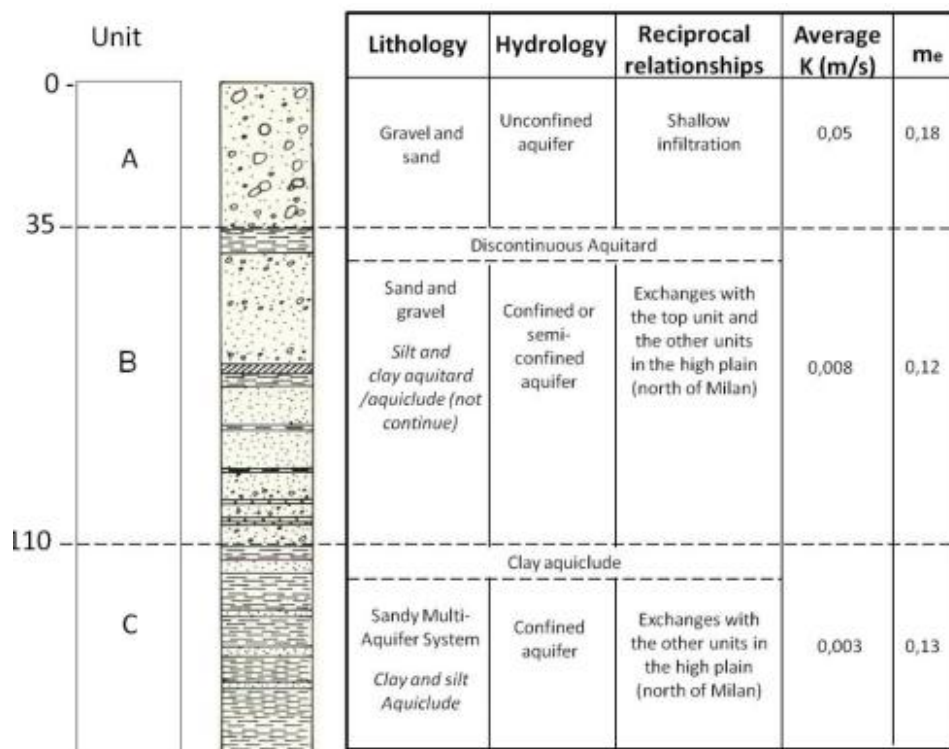 Unit
Lithology
Hydrology
Reciprocal
relationships
Average
K (m/s)
me
0 -
A
Gravel and
sand
Unconfined
aquifer
Shallow
infiltration
0,05
0,18
35 -
Discontinuous Aquitard
B
Sand and
gravel
Silt and
clay aquitard
/aquiclude (not
continue)
Confined or
semi-
confined
aquifer
Exchanges with
the top unit and
the other units
in the high plain
(north of Milan)
0,008
0,12
110 -
Clay aquiclude
C
Sandy Multi-
Aquifer System
Clay and silt
Aquiclude
Confined
aquifer
Exchanges with
the other units in
the high plain
(north of Milan)
0,003
0,13